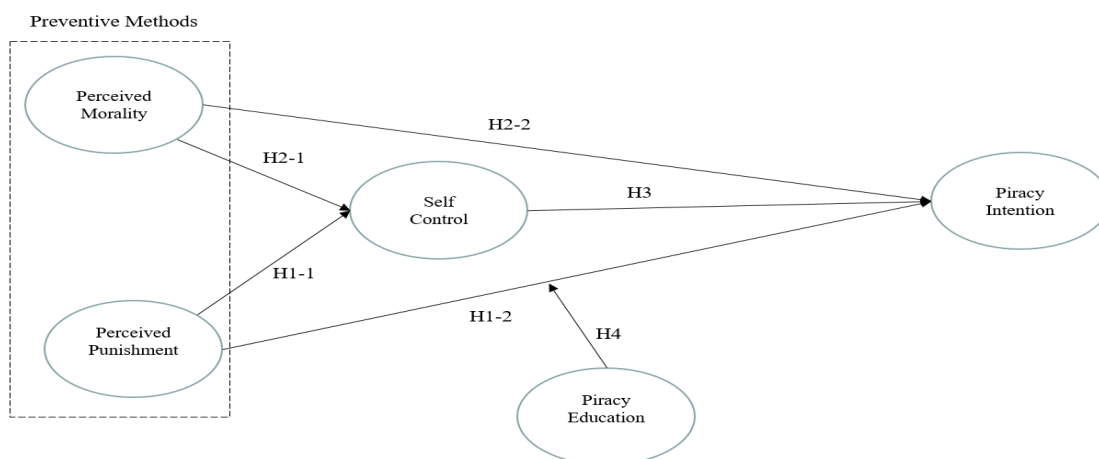 Preventive Methods
Perceived
Morality
H2-2
H2-1
Self
Control
H3
Piracy
Intention
H1-1
H1-2
Perceived
Punishment
H4
Piracy
Education